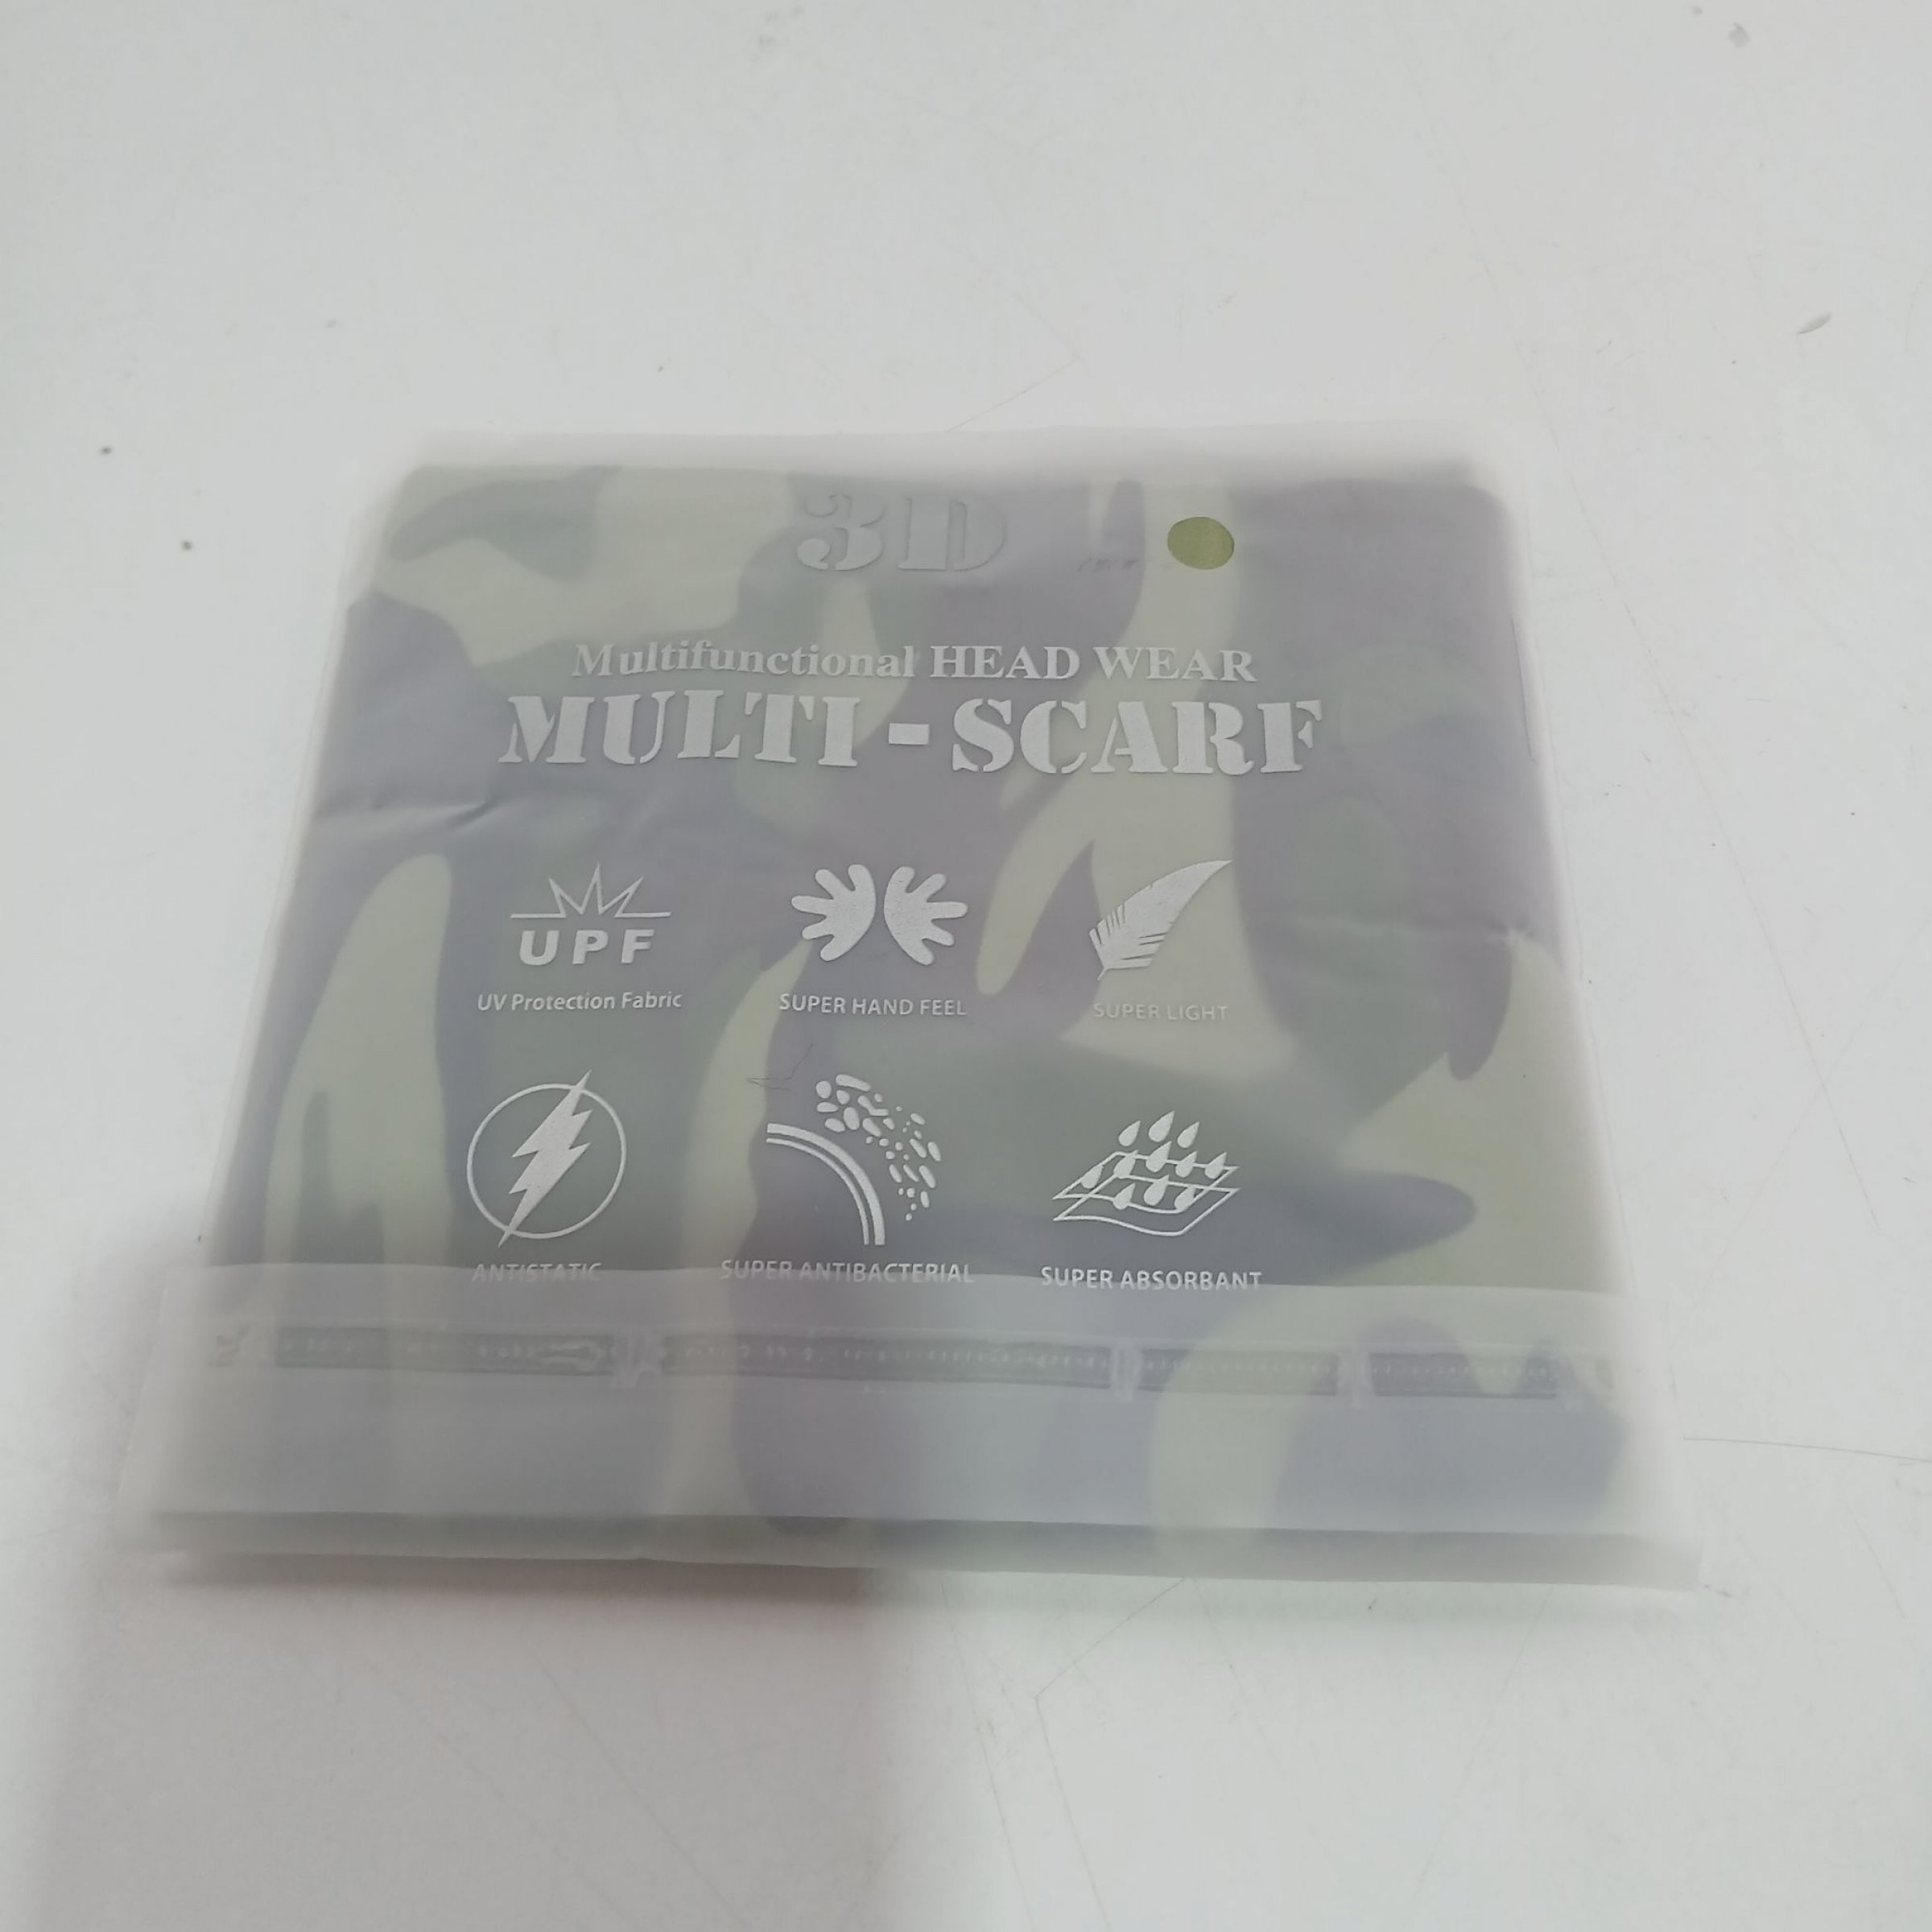 3D
Multifunctional HEAD WEAR
MULTI - SCARF
UPF
UV Protection Fabric
SUPER HAND FEEL
SUPER LIGHT
ANTISTATIC
SUPER ANTIBACTERIAL
SUPER ABSORBANT